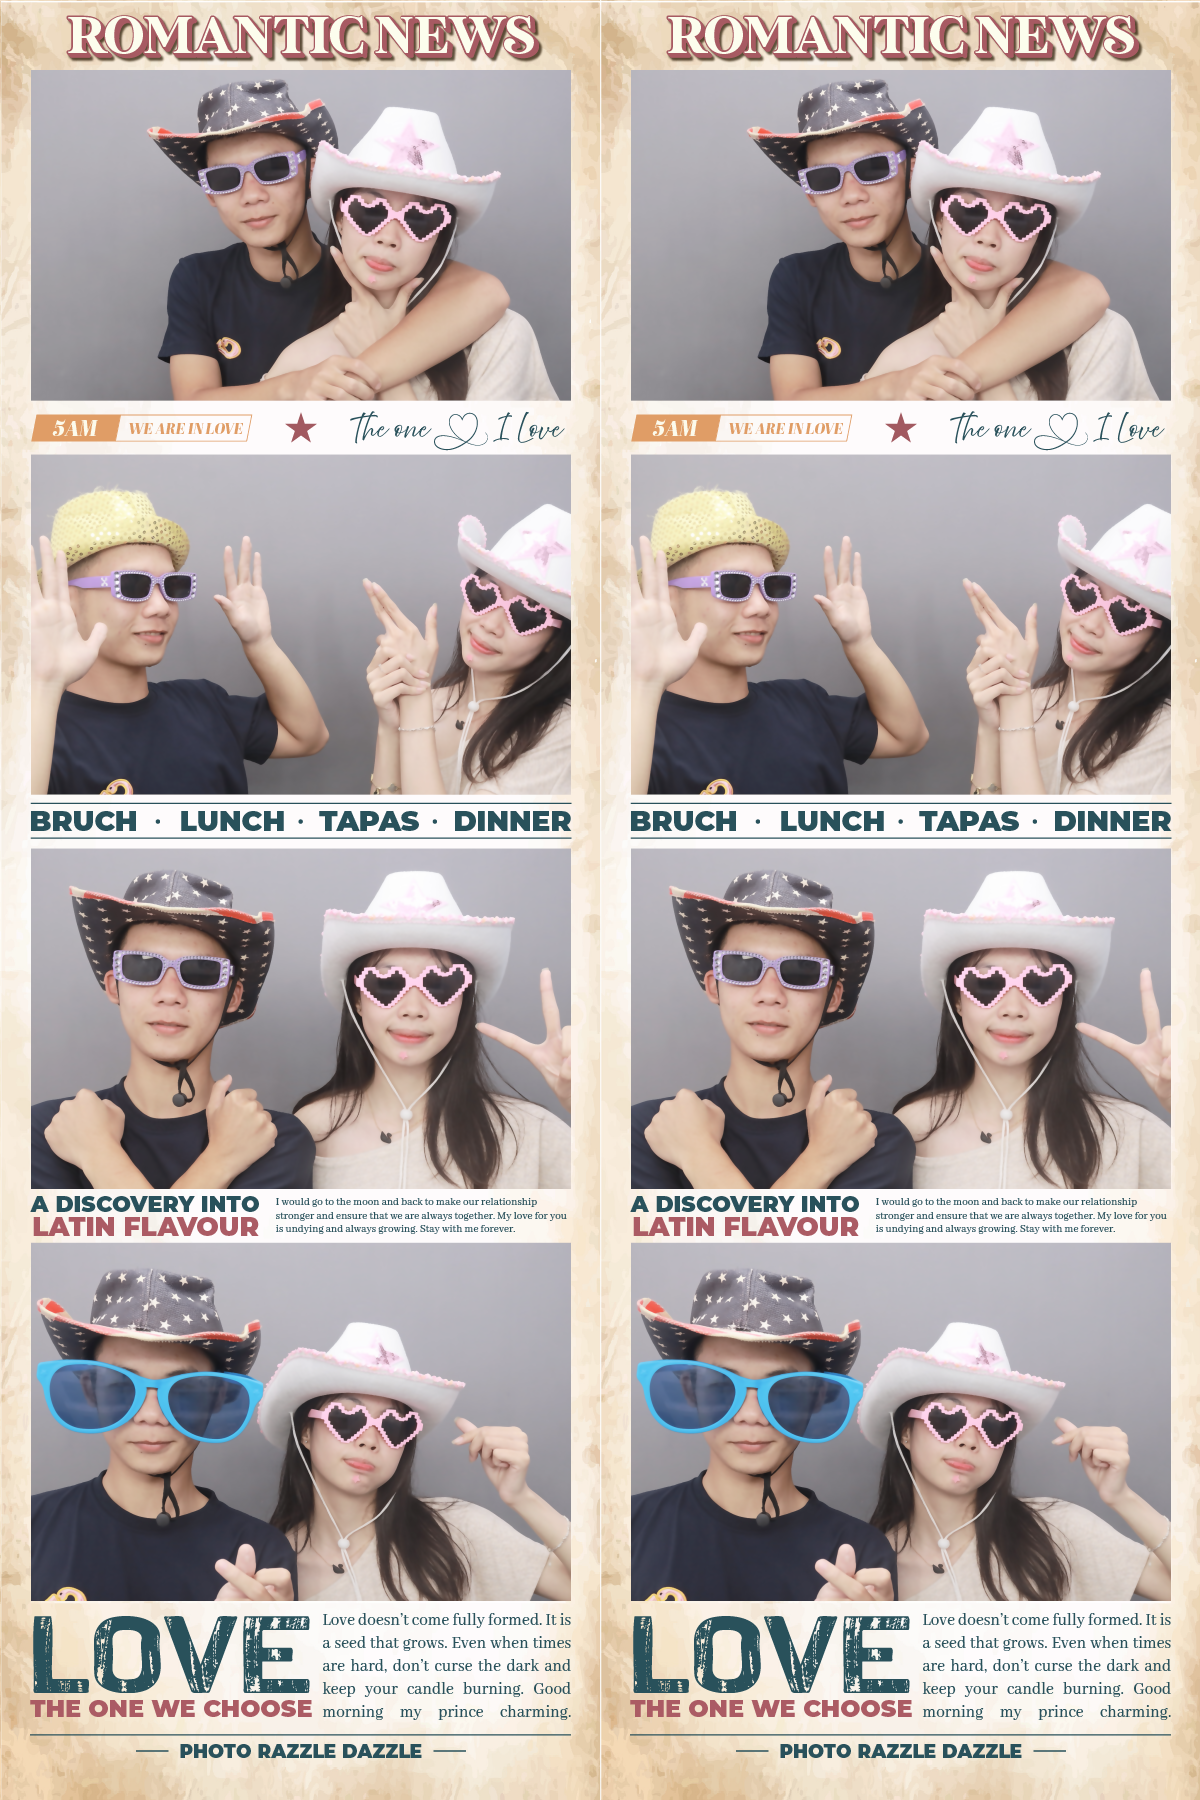 ROMANTIC NEWS
5AM WE ARE IN LOVE ★ The one I Love
BRUCH · LUNCH · TAPAS · DINNER
A DISCOVERY INTO
LATIN FLAVOUR
I would go to the moon and back to make our relationship
stronger and ensure that we are always together. My love for you
is undying and always growing. Stay with me forever.
LOVE
THE ONE WE CHOOSE
Love doesn't come fully formed. It is
a seed that grows. Even when times
are hard, don't curse the dark and
keep your candle burning. Good
morning my prince charming.
PHOTO RAZZLE DAZZLE
ROMANTIC NEWS
5AM WE ARE IN LOVE ★ The one I Love
BRUCH · LUNCH · TAPAS · DINNER
A DISCOVERY INTO
LATIN FLAVOUR
I would go to the moon and back to make our relationship
stronger and ensure that we are always together. My love for you
is undying and always growing. Stay with me forever.
LOVE
THE ONE WE CHOOSE
Love doesn't come fully formed. It is
a seed that grows. Even when times
are hard, don't curse the dark and
keep your candle burning. Good
morning my prince charming.
PHOTO RAZZLE DAZZLE